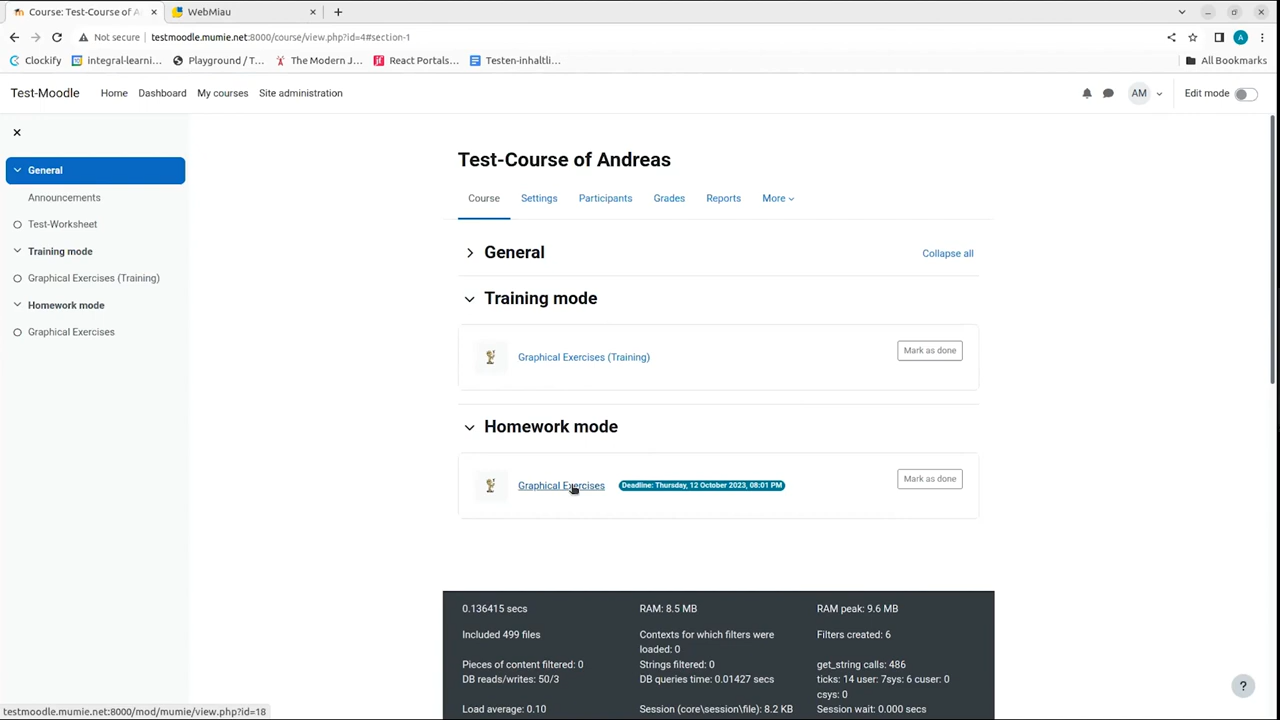 Course: Test-Course of A
WebMiau
Not secure
testmoodle.mumie.net:8000/course/view.php?id=4#section-1
A
Clockify
integral-learni...
Playground / T...
The Modern J...
React Portals...
Testen-inhaltli...
All Bookmarks
Test-Moodle
Home
Dashboard
My courses
Site administration
AM
Edit mode
General
Announcements
Test-Worksheet
Training mode
Graphical Exercises (Training)
Homework mode
Graphical Exercises
Test-Course of Andreas
Course
Settings
Participants
Grades
Reports
More
General
Collapse all
Training mode
Graphical Exercises (Training)
Mark as done
Homework mode
Graphical Exercises
Deadline: Thursday, 12 October 2023, 08:01 PM
Mark as done
0.136415 secs
RAM: 8.5 MB
RAM peak: 9.6 MB
Included 499 files
Contexts for which filters were
loaded: 0
Filters created: 6
Pieces of content filtered: 0
Strings filtered: 0
get_string calls: 486
DB reads/writes: 50/3
DB queries time: 0.01427 secs
ticks: 14 user: 7sys: 6 cuser: 0
csys: 0
Load average: 0.10
Session (core\session\file): 8.2 KB
Session wait: 0.000 secs
?
testmoodle.mumie.net:8000/mod/mumie/view.php?id=18